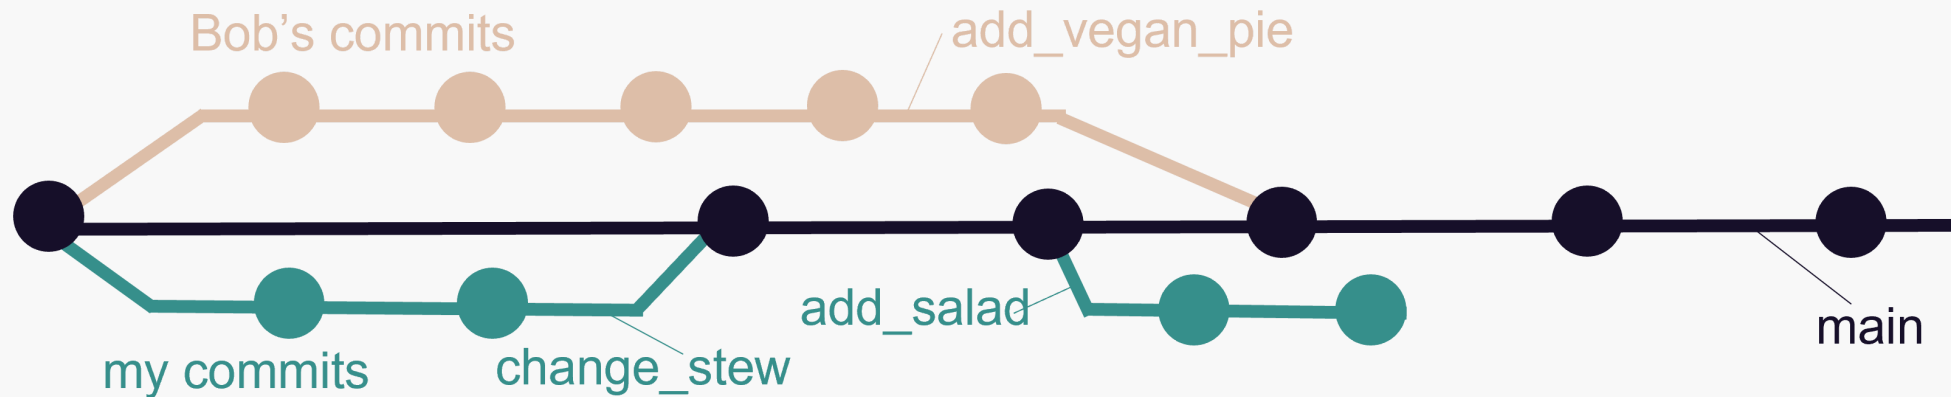 Bob’s commits
add_vegan_pie
add_salad
main
my commits
change_stew